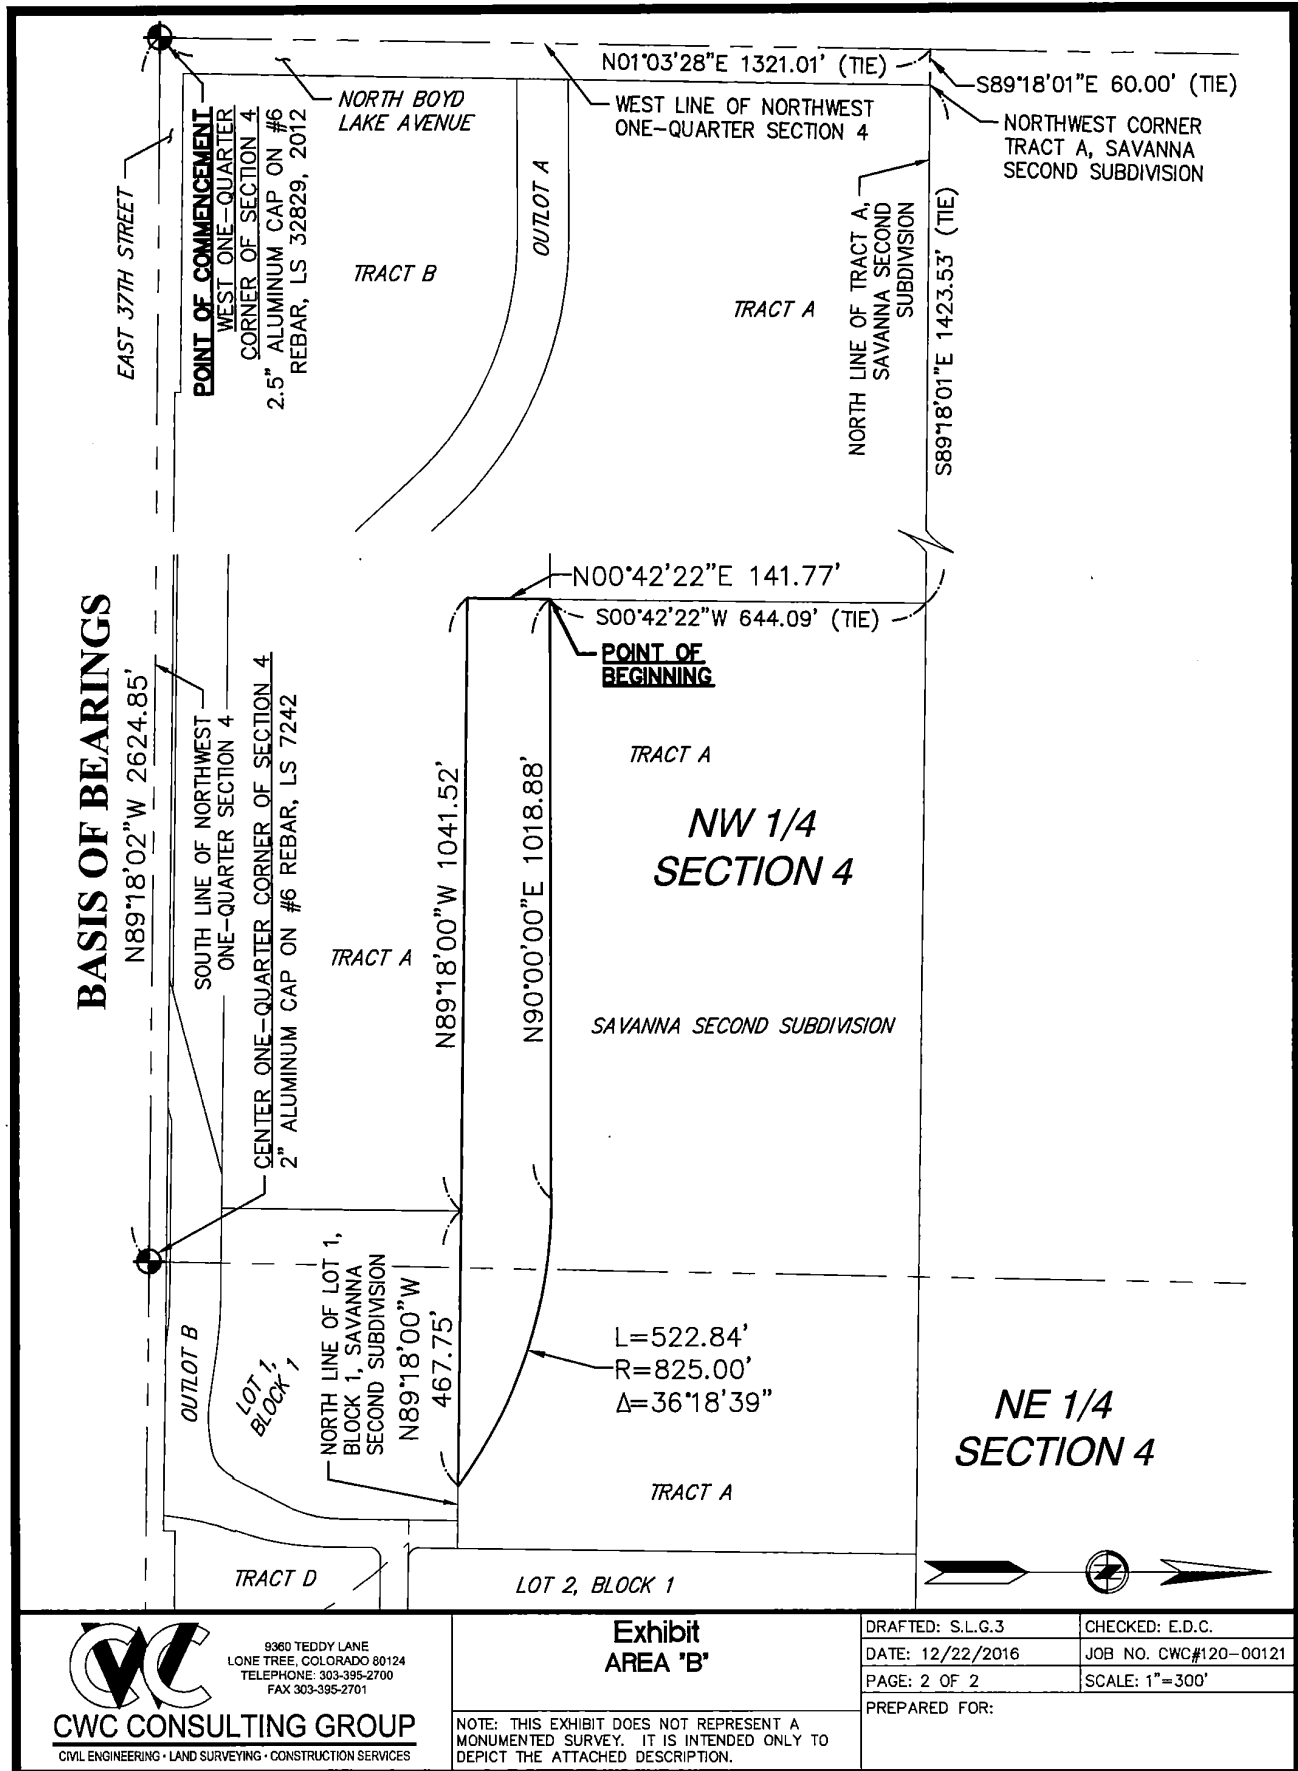 N01°03'28"E 1321.01' (TIE)
S89°18'01"E 60.00' (TIE)
NORTH BOYD
LAKE AVENUE
WEST LINE OF NORTHWEST
ONE-QUARTER SECTION 4
NORTHWEST CORNER
TRACT A, SAVANNA
SECOND SUBDIVISION
EAST 37TH STREET
POINT OF COMMENCEMENT
WEST ONE-QUARTER
CORNER OF SECTION 4
2.5" ALUMINUM CAP ON #6
REBAR, LS 32829, 2012
TRACT B
OUTLOT A
TRACT A
NORTH LINE OF TRACT A,
SAVANNA SECOND
SUBDIVISION
S89°18'01"E 1423.53' (TIE)
N00°42'22"E 141.77'
S00°42'22"W 644.09' (TIE)
POINT OF
BEGINNING
BASIS OF BEARINGS
N89°18'02"W 2624.85'
SOUTH LINE OF NORTHWEST
ONE-QUARTER SECTION 4
CENTER ONE-QUARTER CORNER OF SECTION 4
2" ALUMINUM CAP ON #6 REBAR, LS 7242
TRACT A
N89°18'00"W 1041.52'
N90°00'00"E 1018.88'
TRACT A
NW 1/4
SECTION 4
SAVANNA SECOND SUBDIVISION
OUTLOT B
LOT 1,
BLOCK 1
NORTH LINE OF LOT 1,
BLOCK 1, SAVANNA
SECOND SUBDIVISION
N89°18'00"W
467.75'
L=522.84'
R=825.00'
Δ=36°18'39"
NE 1/4
SECTION 4
TRACT A
TRACT D
LOT 2, BLOCK 1
Z
CWC
9360 TEDDY LANE
LONE TREE, COLORADO 80124
TELEPHONE: 303-395-2700
FAX 303-395-2701
CWC CONSULTING GROUP
CIVIL ENGINEERING • LAND SURVEYING • CONSTRUCTION SERVICES
Exhibit
AREA "B"
NOTE: THIS EXHIBIT DOES NOT REPRESENT A
MONUMENTED SURVEY. IT IS INTENDED ONLY TO
DEPICT THE ATTACHED DESCRIPTION.
DRAFTED: S.L.G.3
CHECKED: E.D.C.
DATE: 12/22/2016
JOB NO. CWC#120-00121
PAGE: 2 OF 2
SCALE: 1"=300'
PREPARED FOR: